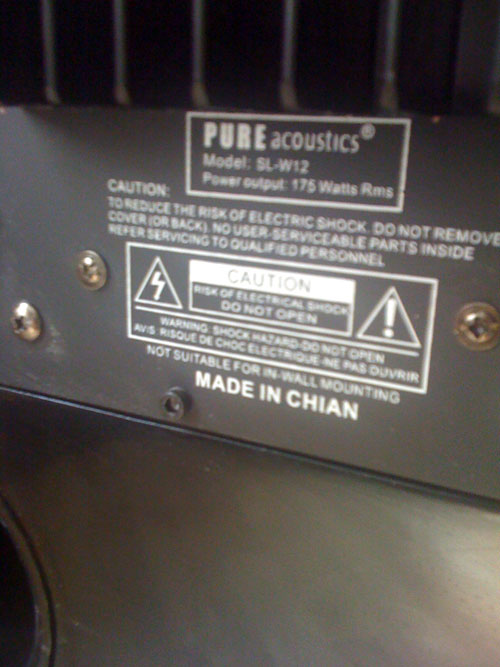 PURE acoustics®
Model: SL-W12
Power output: 175 Watts Rms
CAUTION:
TO REDUCE THE RISK OF ELECTRIC SHOCK. DO NOT REMOVE
COVER (OR BACK). NO USER-SERVICEABLE PARTS INSIDE
REFER SERVICING TO QUALIFIED PERSONNEL
CAUTION
RISK OF ELECTRICAL SHOCK
DO NOT OPEN
WARNING: SHOCK HAZARD-DO NOT OPEN
AVIS: RISQUE DE CHOC ELECTRIQUE-NE PAS OUVRIR
NOT SUITABLE FOR IN-WALL MOUNTING
MADE IN CHIAN